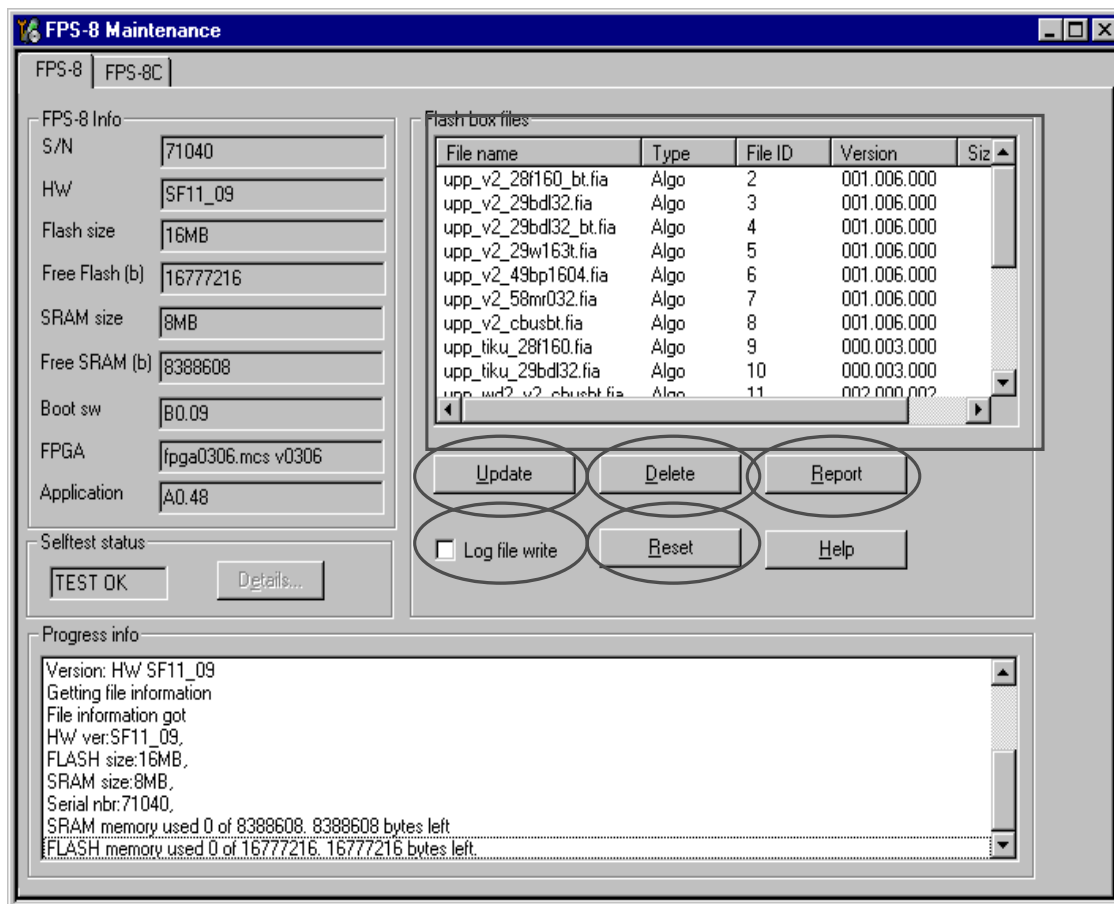 FPS-8 Maintenance
FPS-8 FPS-8C
FPS-8 Info
S/N 71040
HW SF11_09
Flash size 16MB
Free Flash (b) 16777216
SRAM size 8MB
Free SRAM (b) 8388608
Boot sw B0.09
FPGA fpga0306.mcs v0306
Application A0.48
Selftest status
TEST OK Details...
Flash box files
File name Type File ID Version Siz
upp_v2_28f160_bt.fia Algo 2 001.006.000
upp_v2_29bdl32.fia Algo 3 001.006.000
upp_v2_29bdl32_bt.fia Algo 4 001.006.000
upp_v2_29w163t.fia Algo 5 001.006.000
upp_v2_49bp1604.fia Algo 6 001.006.000
upp_v2_58mr032.fia Algo 7 001.006.000
upp_v2_cbusbt.fia Algo 8 001.006.000
upp_tiku_28f160.fia Algo 9 000.003.000
upp_tiku_29bdl32.fia Algo 10 000.003.000
upp_wd2_v2_cbusbt.fia Algo 11 002.000.002
Update Delete Report
Log file write Reset Help
Progress info
Version: HW SF11_09
Getting file information
File information got
HW ver:SF11_09,
FLASH size:16MB,
SRAM size:8MB,
Serial nbr:71040,
SRAM memory used 0 of 8388608. 8388608 bytes left
FLASH memory used 0 of 16777216. 16777216 bytes left.